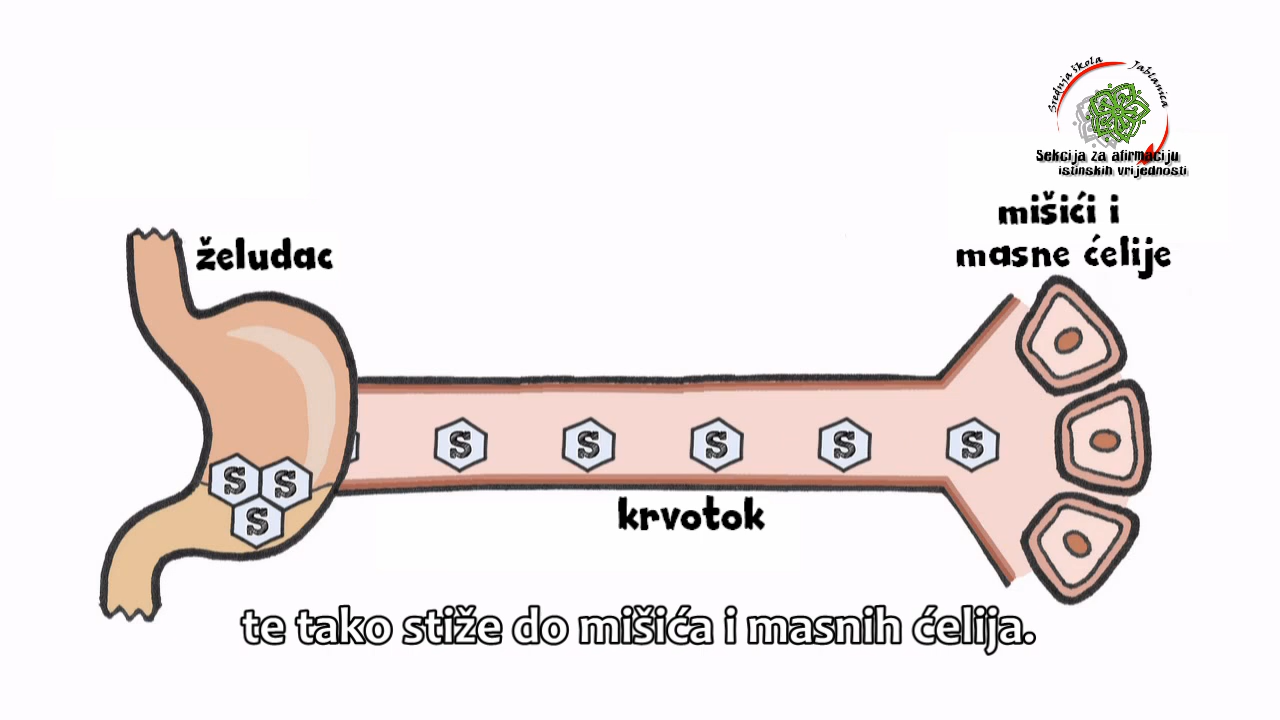 Srednja škola Jablanica
Sekcija za afirmaciju
istinskih vrijednosti
mišići i
masne ćelije
želudac
S S S S S
S S
S
krvotok
te tako stiže do mišića i masnih ćelija.